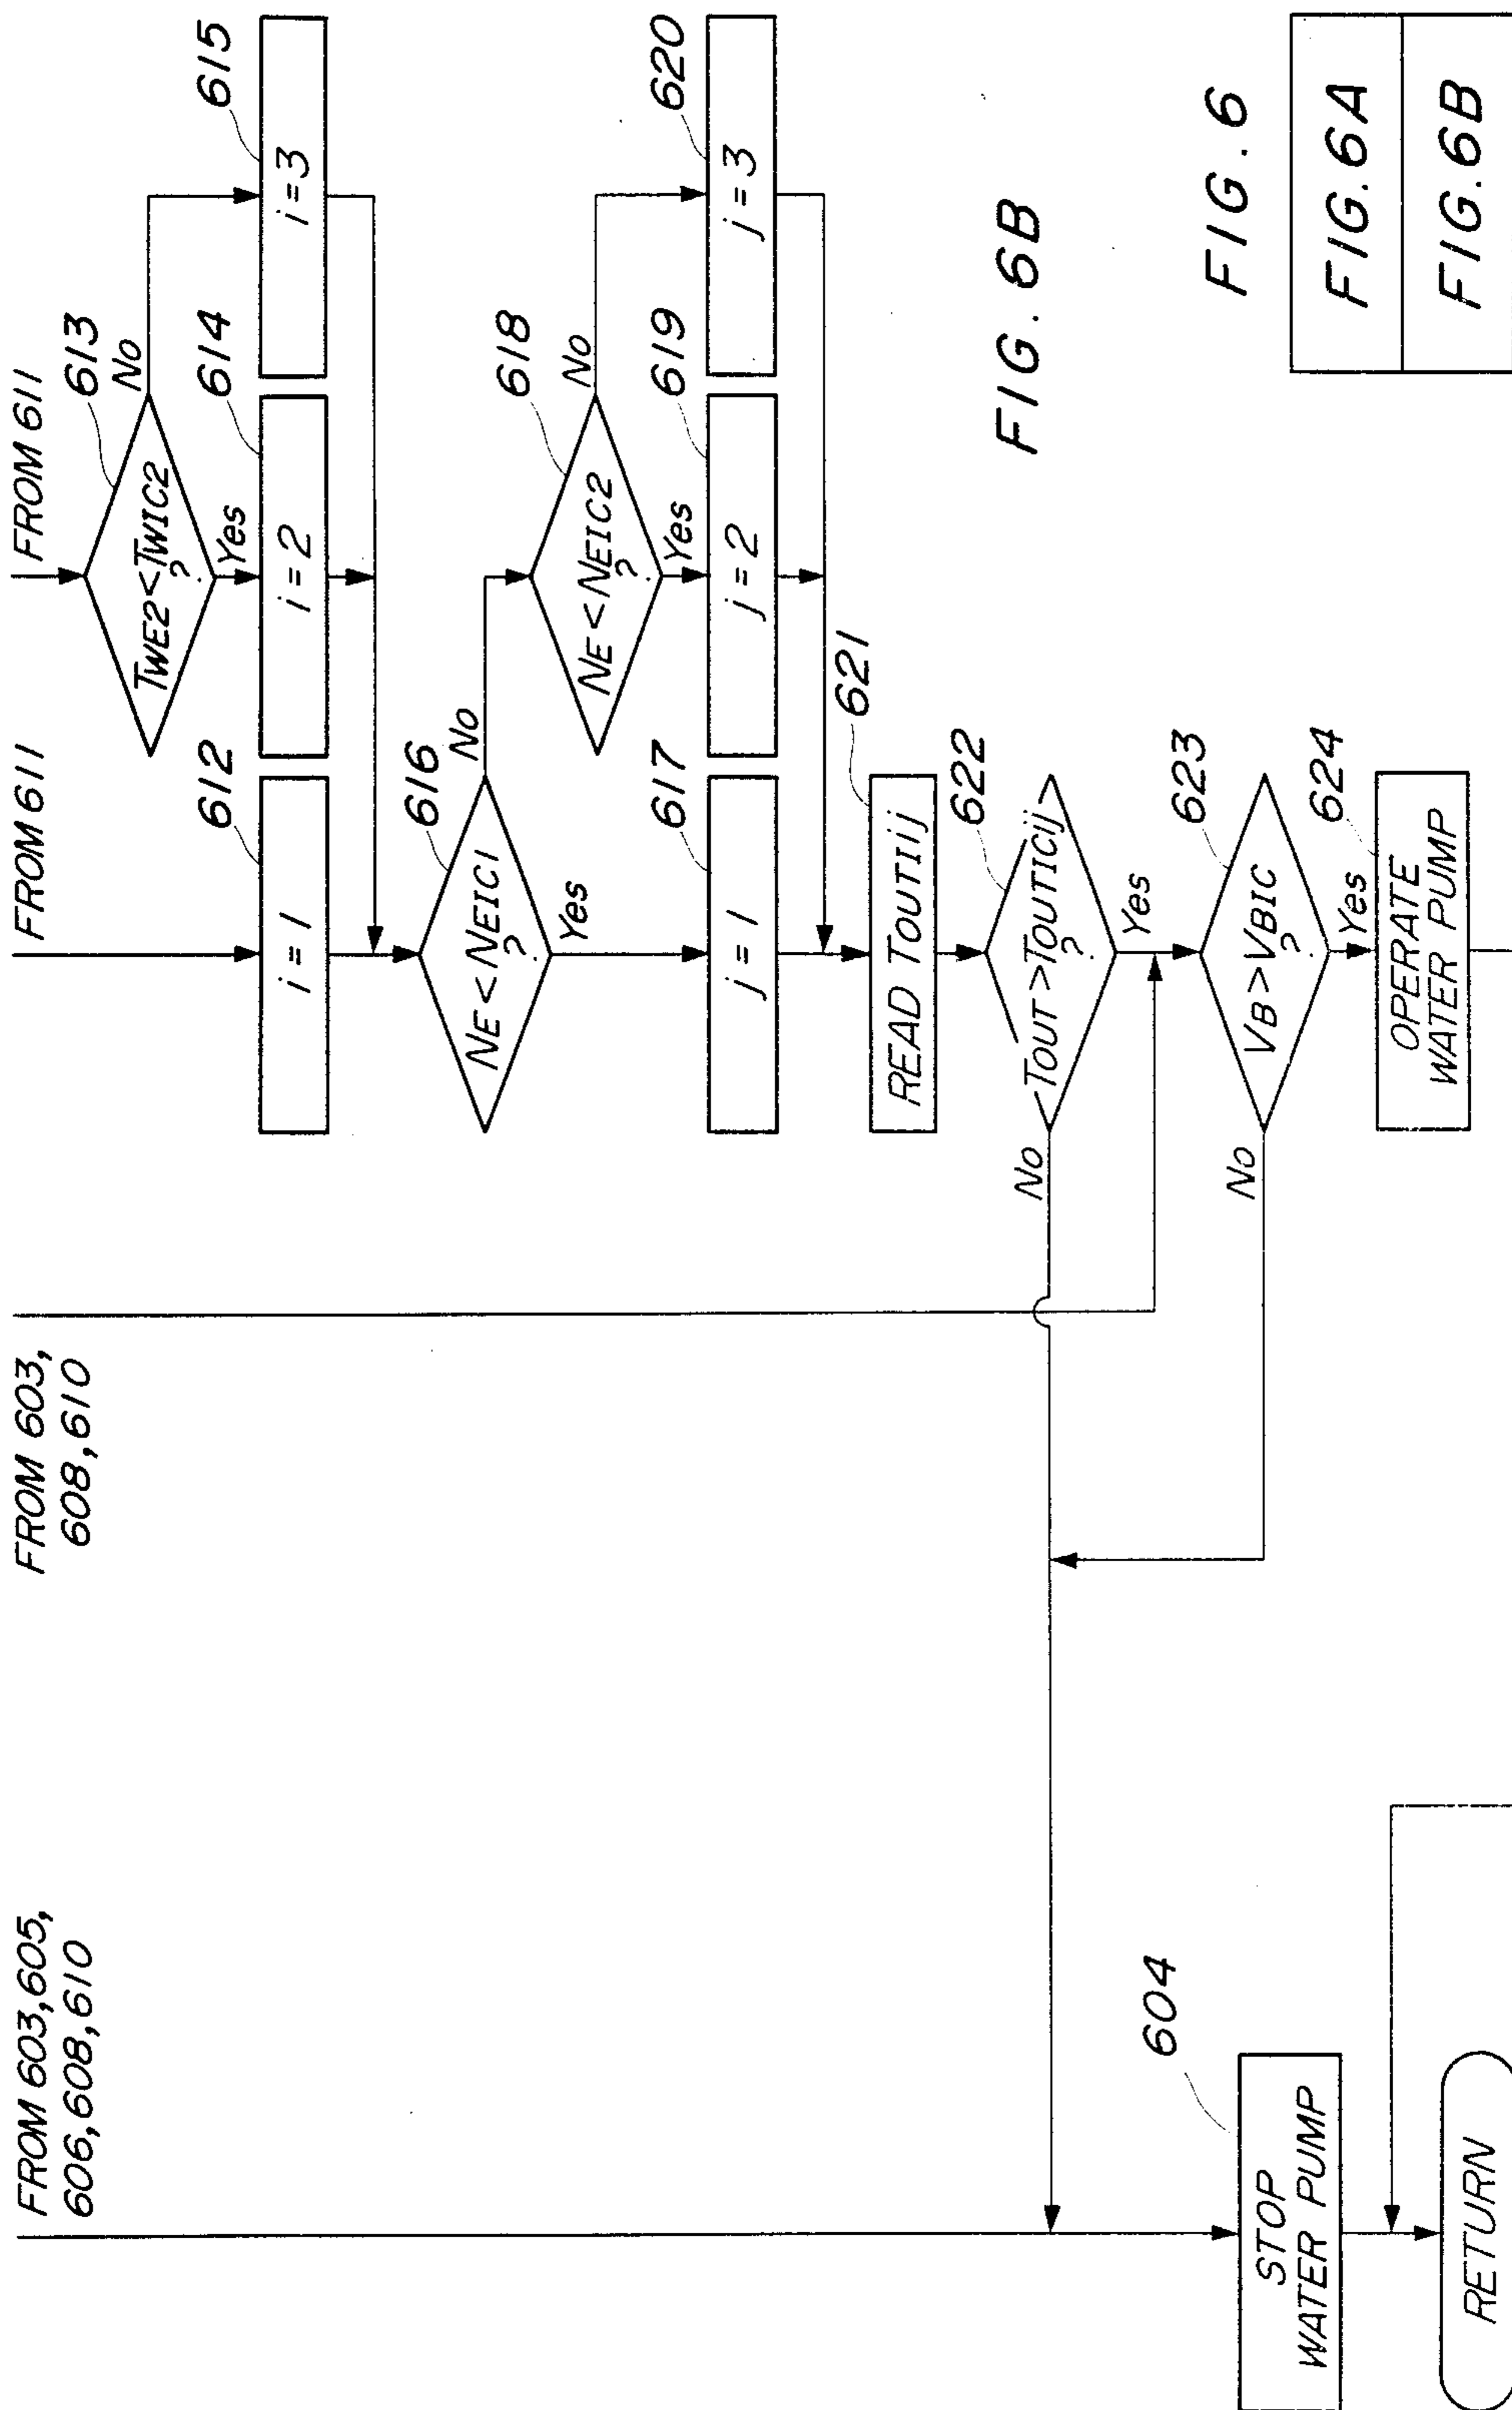 FROM 603,605,
606,608,610
FROM 603,
608,610
FROM 611
FROM 611
613
TWE2<TWIC2
?
No
Yes
612
i=1
614
i=2
615
i=3
616
NE<NEIC1
?
No
Yes
618
NE<NEIC2
?
No
Yes
617
j=1
619
j=2
620
j=3
621
READ TOUTIij
622
TOUT>TOUTICij
?
No
Yes
623
VB>VBIC
?
No
Yes
624
OPERATE
WATER PUMP
604
STOP
WATER PUMP
RETURN
FIG. 6B
FIG. 6
FIG. 6A
FIG. 6B